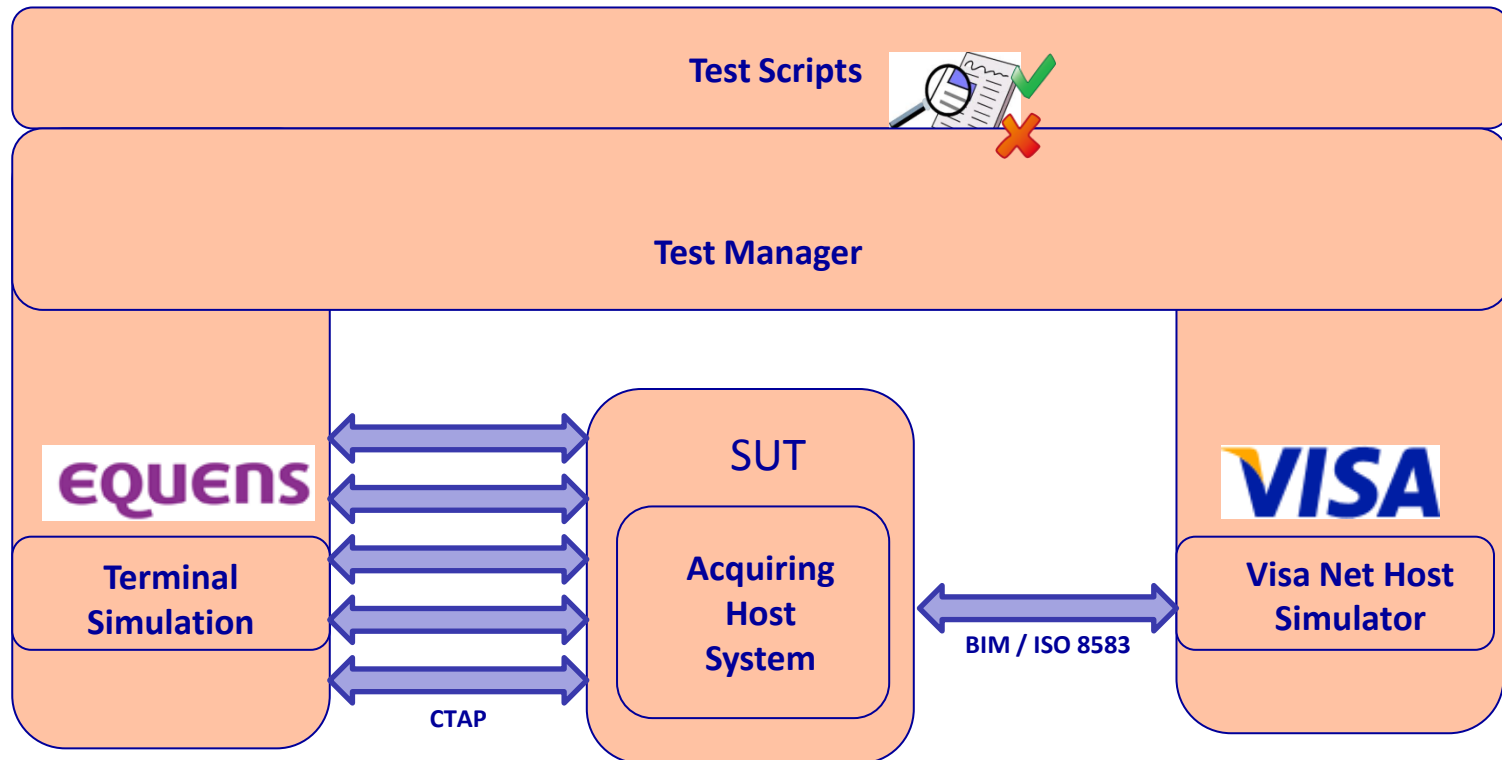 Test Scripts
Test Manager
EQUENS
SUT
VISA
Terminal
Simulation
Acquiring
Host
System
Visa Net Host
Simulator
BIM / ISO 8583
CTAP